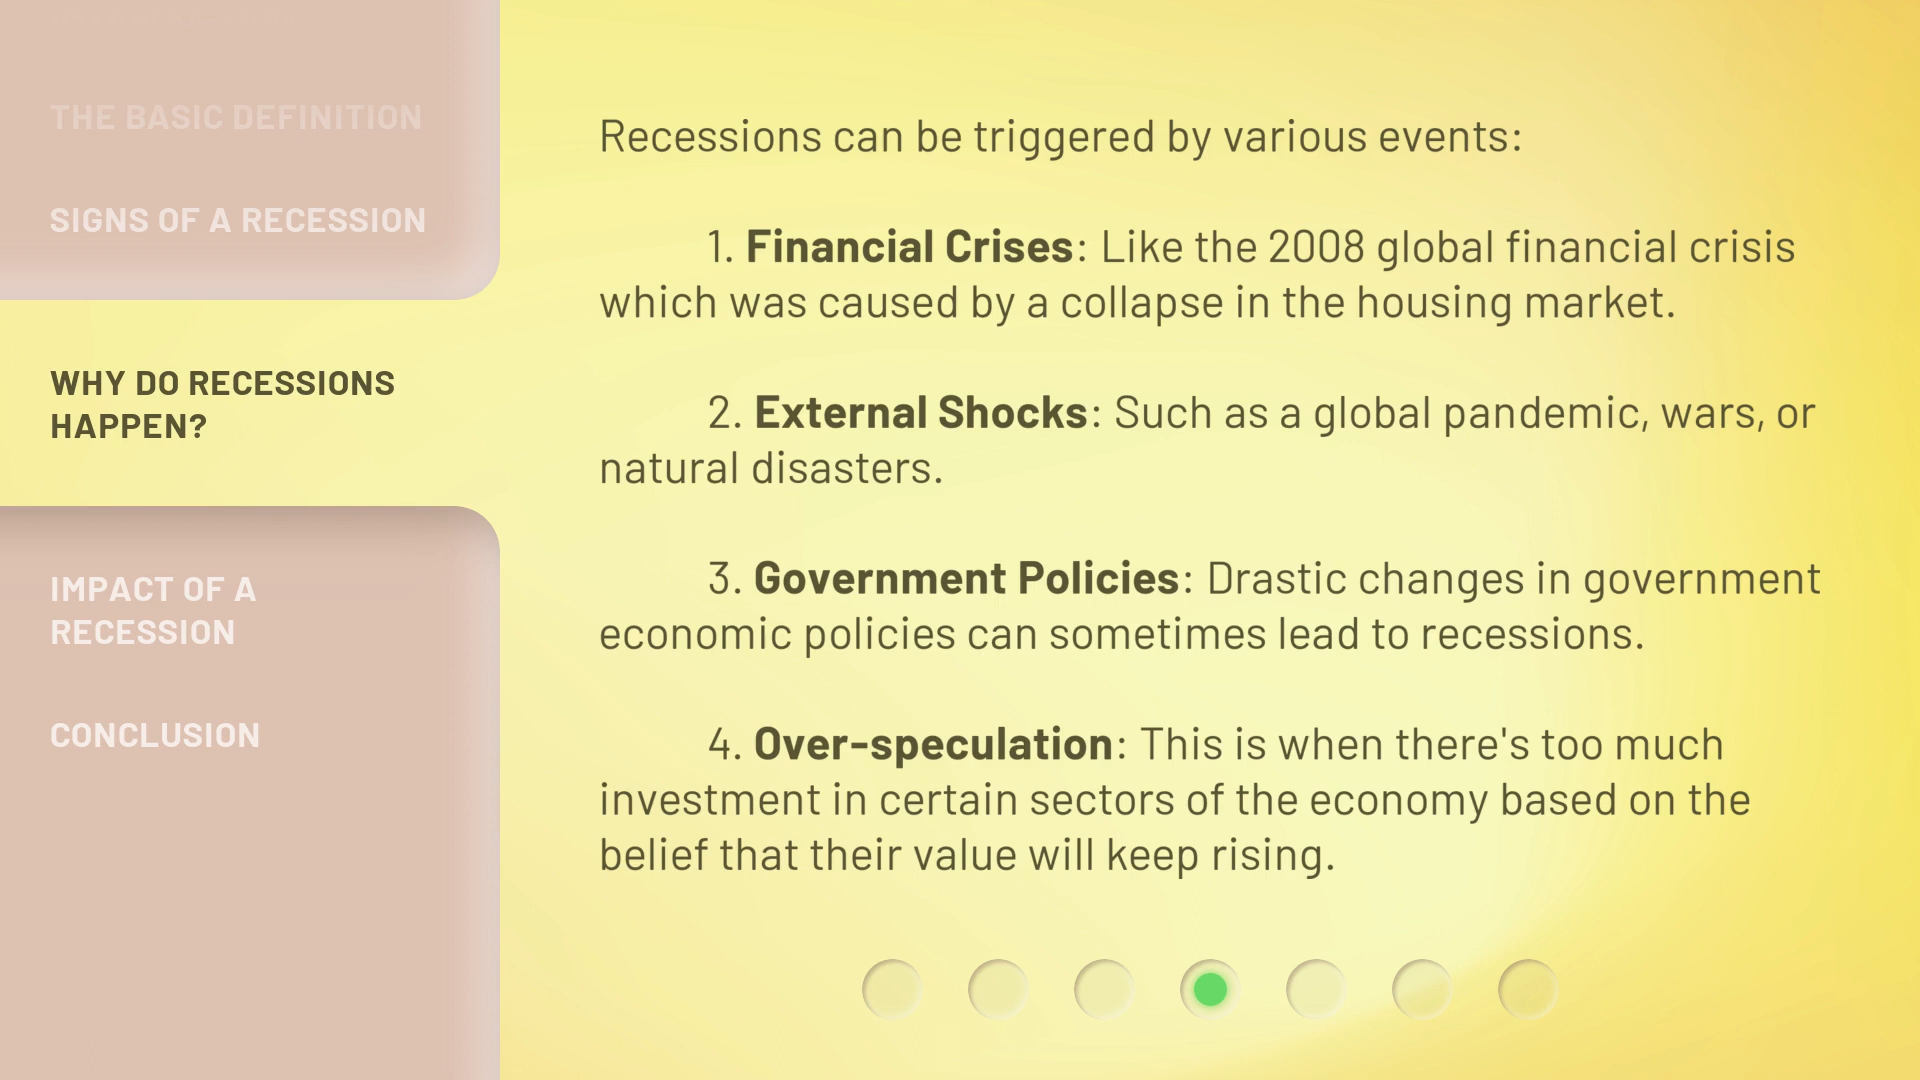 THE BASIC DEFINITION
SIGNS OF A RECESSION
WHY DO RECESSIONS
HAPPEN?
IMPACT OF A
RECESSION
CONCLUSION
Recessions can be triggered by various events:
1. Financial Crises: Like the 2008 global financial crisis
which was caused by a collapse in the housing market.
2. External Shocks: Such as a global pandemic, wars, or
natural disasters.
3. Government Policies: Drastic changes in government
economic policies can sometimes lead to recessions.
4. Over-speculation: This is when there's too much
investment in certain sectors of the economy based on the
belief that their value will keep rising.